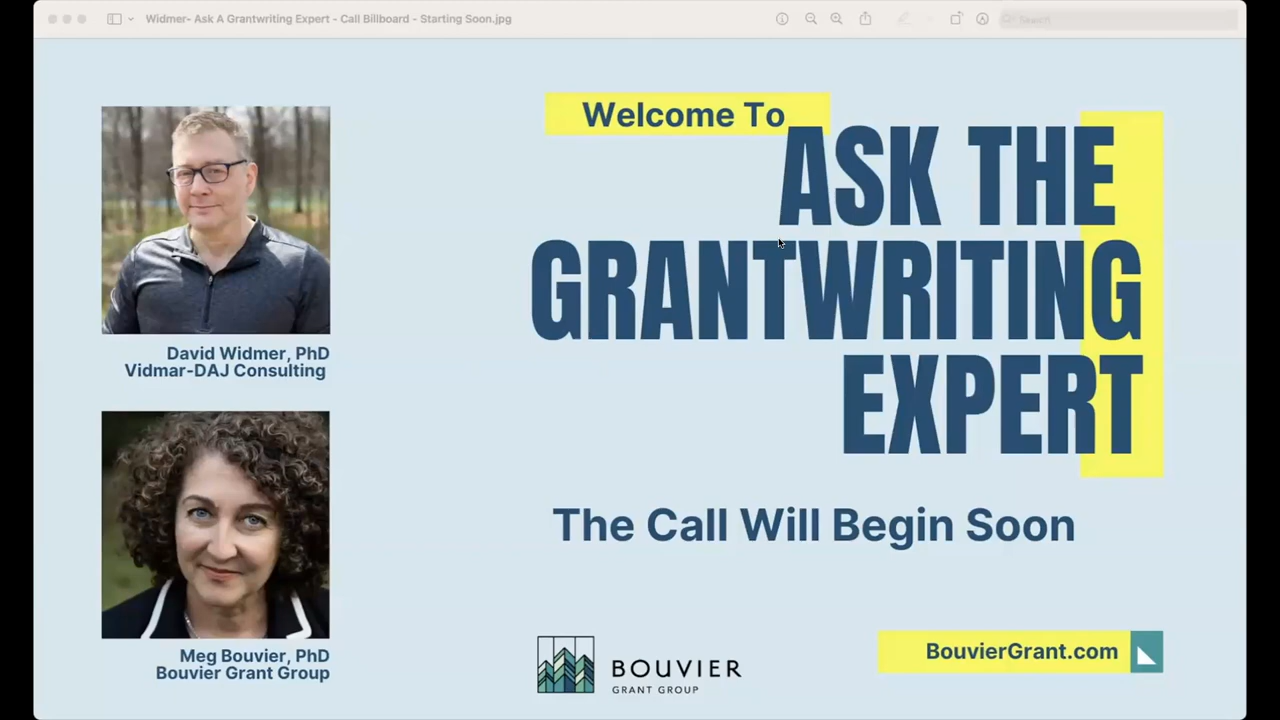 Widmer- Ask A Grantwriting Expert - Call Billboard - Starting Soon.jpg
Search
Welcome To
ASK THE
GRANTWRITING
EXPERT
The Call Will Begin Soon
David Widmer, PhD
Vidmar-DAJ Consulting
Meg Bouvier, PhD
Bouvier Grant Group
BOUVIER
GRANT GROUP
BouvierGrant.com